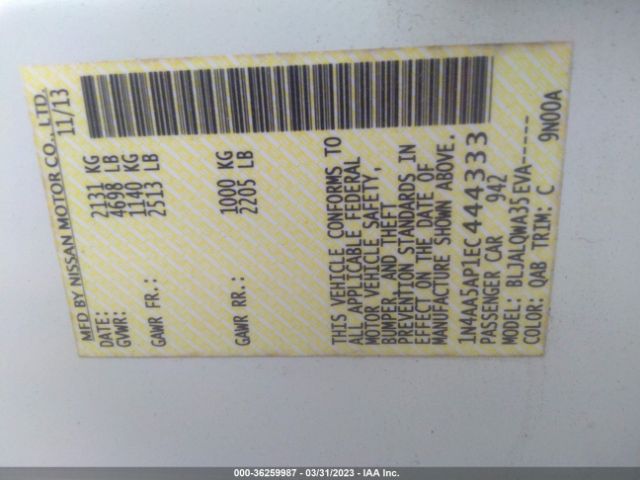 MFD BY NISSAN MOTOR CO., LTD.
DATE: 11/13
GVWR: 2131 KG
4698 LB
GAWR FR.: 1140 KG
2513 LB
GAWR RR.: 1000 KG
2205 LB
THIS VEHICLE CONFORMS TO
ALL APPLICABLE FEDERAL
MOTOR VEHICLE SAFETY,
BUMPER, AND THEFT
PREVENTION STANDARDS IN
EFFECT ON THE DATE OF
MANUFACTURE SHOWN ABOVE.
1N4AA5AP1EC444333
PASSENGER CAR 942
MODEL: BLJALQWA35EVA-----
COLOR: QAB TRIM: C 9N00A
000-36259987 - 03/31/2023 - IAA Inc.